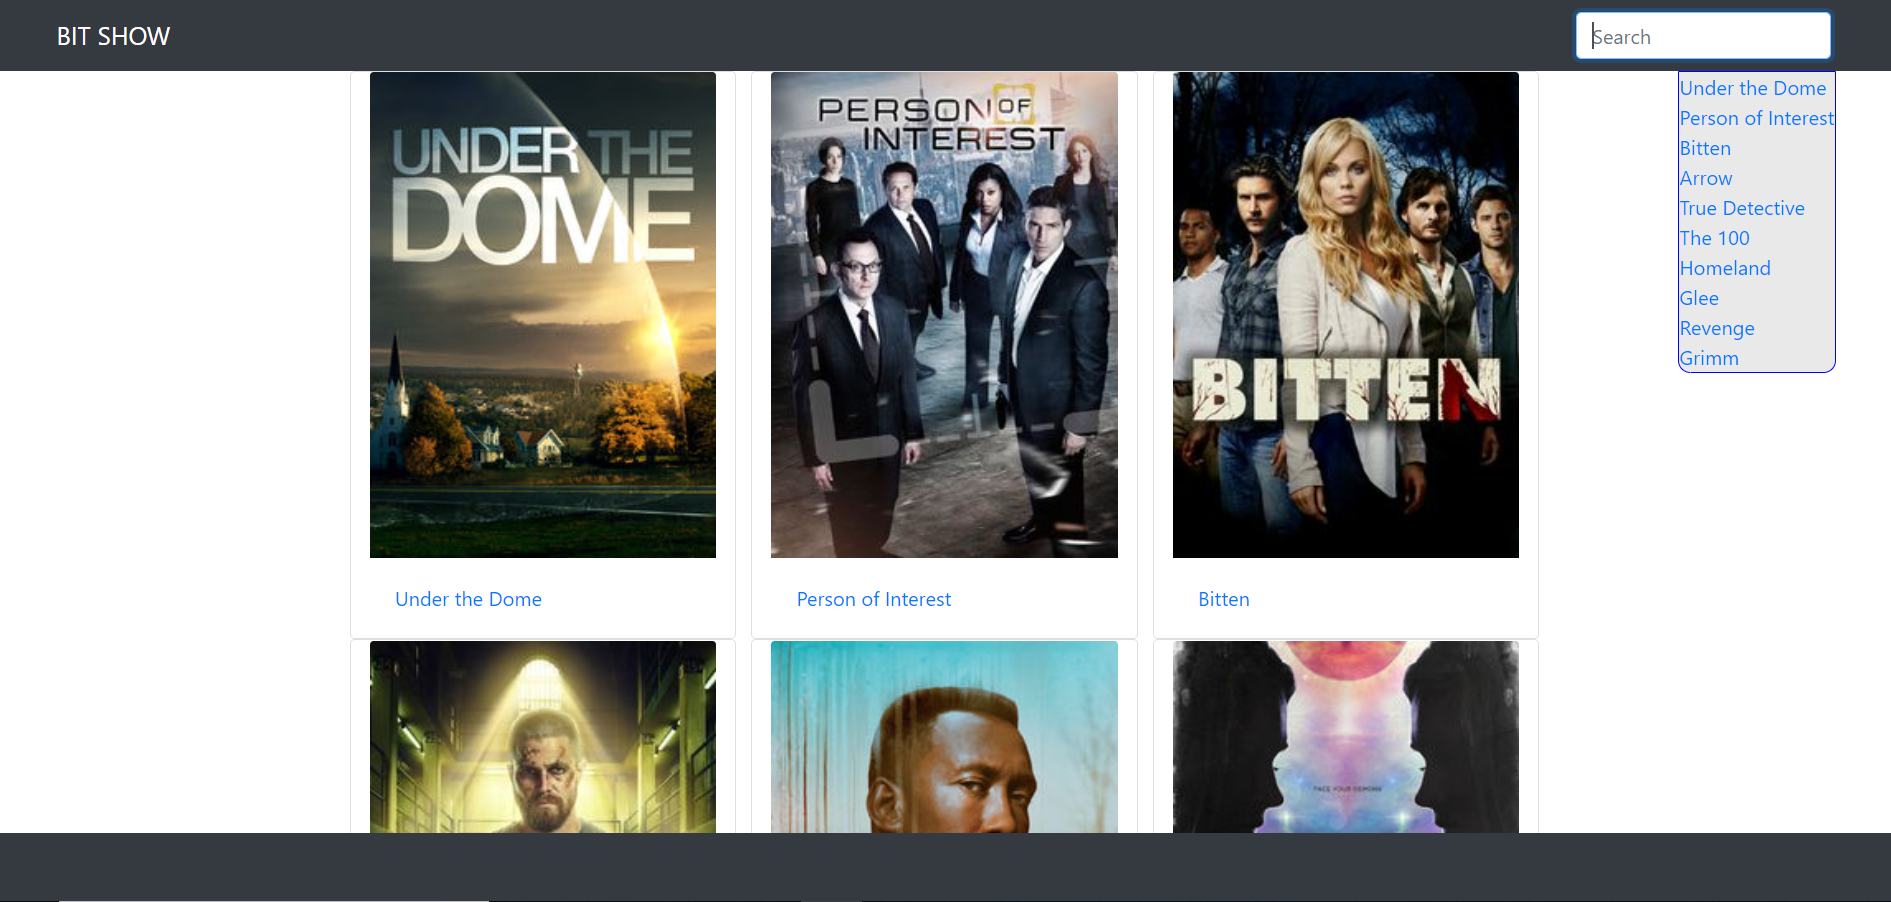 BIT SHOW
Search
UNDER THE
DOME
PERSON OF
INTEREST
BITTEN
Under the Dome
Person of Interest
Bitten
Arrow
True Detective
The 100
Homeland
Glee
Revenge
Grimm
Under the Dome
Person of Interest
Bitten
FACE YOUR DEMONS